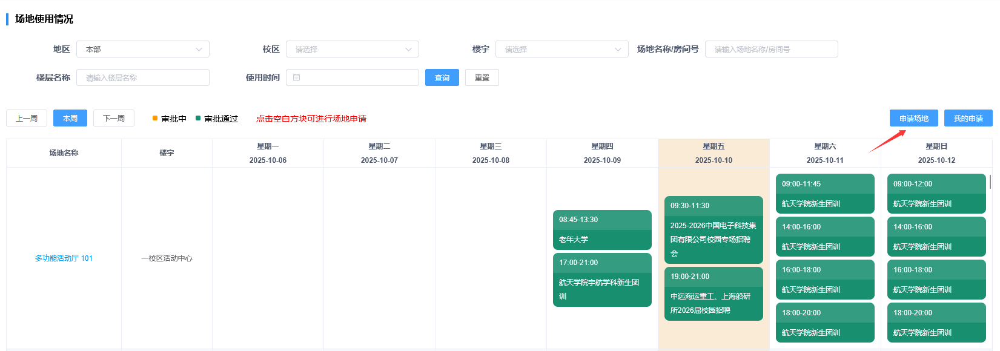 场地使用情况
地区 本部 校区 请选择 楼宇 请选择 场地名称/房间号 请输入场地名称/房间号
楼层名称 请输入楼层名称 使用时间 查询 重置
上一周 本周 下一周 审批中 审批通过 点击空白方块可进行场地申请 申请场地 我的申请
场地名称 楼宇 星期一 星期二 星期三 星期四 星期五 星期六 星期日
2025-10-06 2025-10-07 2025-10-08 2025-10-09 2025-10-10 2025-10-11 2025-10-12
多功能活动厅 101
一校区活动中心
08:45-13:30
老年大学
17:00-21:00
航天学院宇航学科新生团
训
09:30-11:30
2025-2026中国电子科技集
团有限公司校园专场招聘
会
19:00-21:00
中远海运重工、上海船研
所2026届校园招聘
09:00-11:45
航天学院新生团训
14:00-16:00
航天学院新生团训
16:00-18:00
航天学院新生团训
18:00-20:00
航天学院新生团训
09:00-12:00
航天学院新生团训
14:00-16:00
航天学院新生团训
16:00-18:00
航天学院新生团训
18:00-20:00
航天学院新生团训